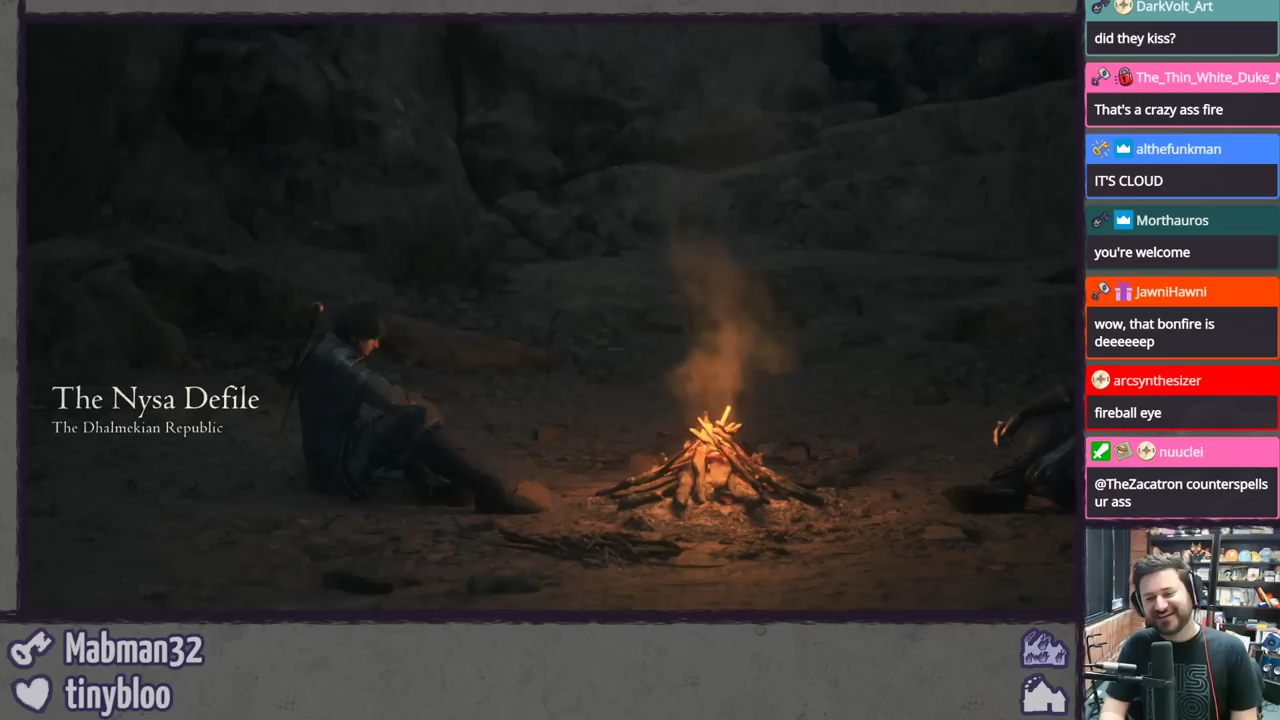 The Nysa Defile
The Dhalmekian Republic
DarkVolt_Art
did they kiss?
The_Thin_White_Duke_
That's a crazy ass fire
althefunkman
IT'S CLOUD
Morthauros
you're welcome
JawniHawni
wow, that bonfire is
deeeeeep
arcsynthesizer
fireball eye
nuuclei
@TheZacatron counterspells
ur ass
Mabman32
tinybloo